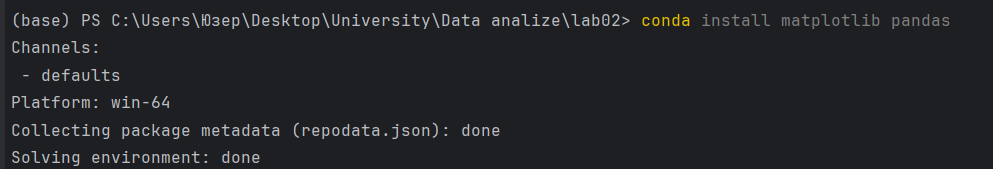 (base) PS C:\Users\Юзер\Desktop\University\Data analize\lab02> conda install matplotlib pandas
Channels:
 - defaults
Platform: win-64
Collecting package metadata (repodata.json): done
Solving environment: done